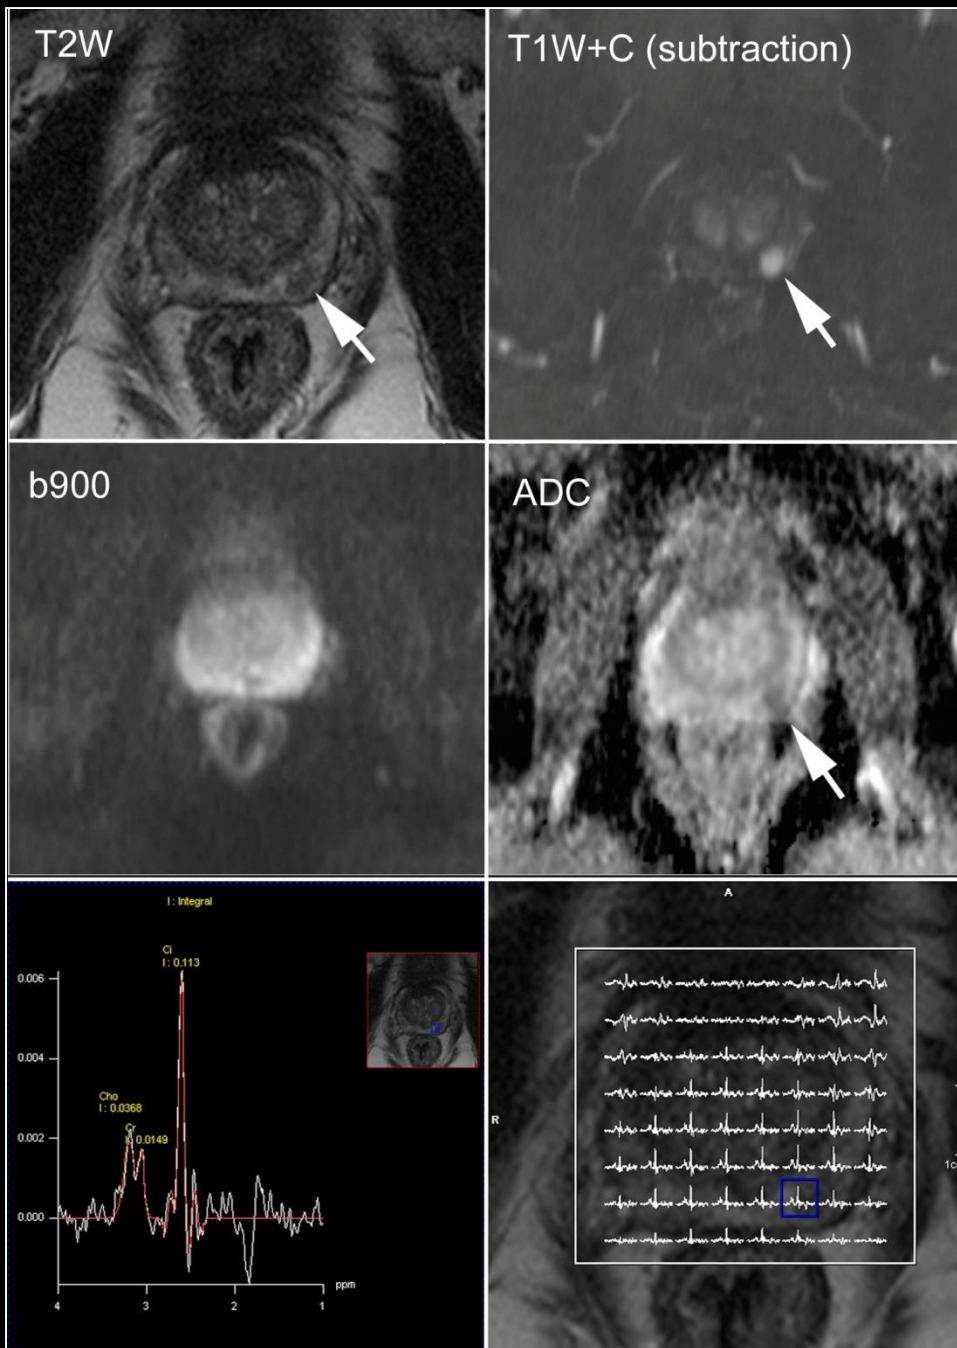 T2W
T1W+C (subtraction)
b900
ADC
I : Integral
Ci
I : 0.113
0.006
0.004
Cho
I : 0.0368
Cr
I : 0.0149
0.002
0.000
ppm
4 3 2 1
A
R